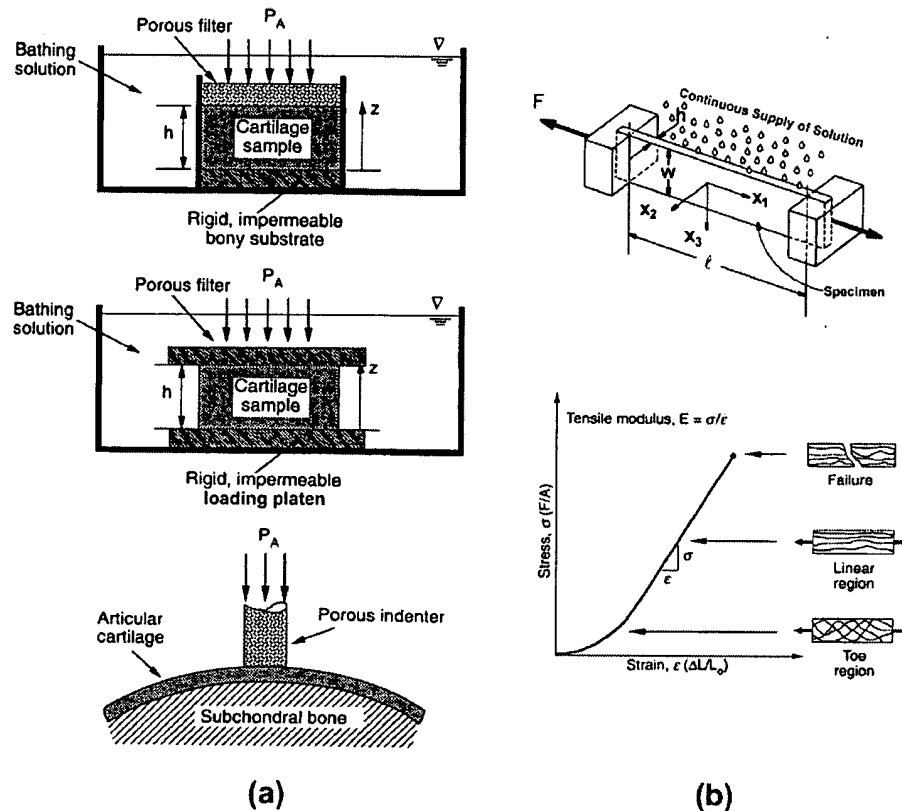 P_A
Porous filter
Bathing
solution
h
Cartilage
sample
z
Rigid, impermeable
bony substrate
P_A
Porous filter
Bathing
solution
h
Cartilage
sample
z
Rigid, impermeable
loading platen
P_A
Porous indenter
Articular
cartilage
Subchondral bone
(a)
Continuous Supply of Solution
F
h
W
X₁
X₂
X₃
ℓ
Specimen
Tensile modulus, E = σ/ε
Stress, σ (F/A)
σ
ε
Failure
Linear
region
Toe
region
Strain, ε (ΔL/L₀)
(b)